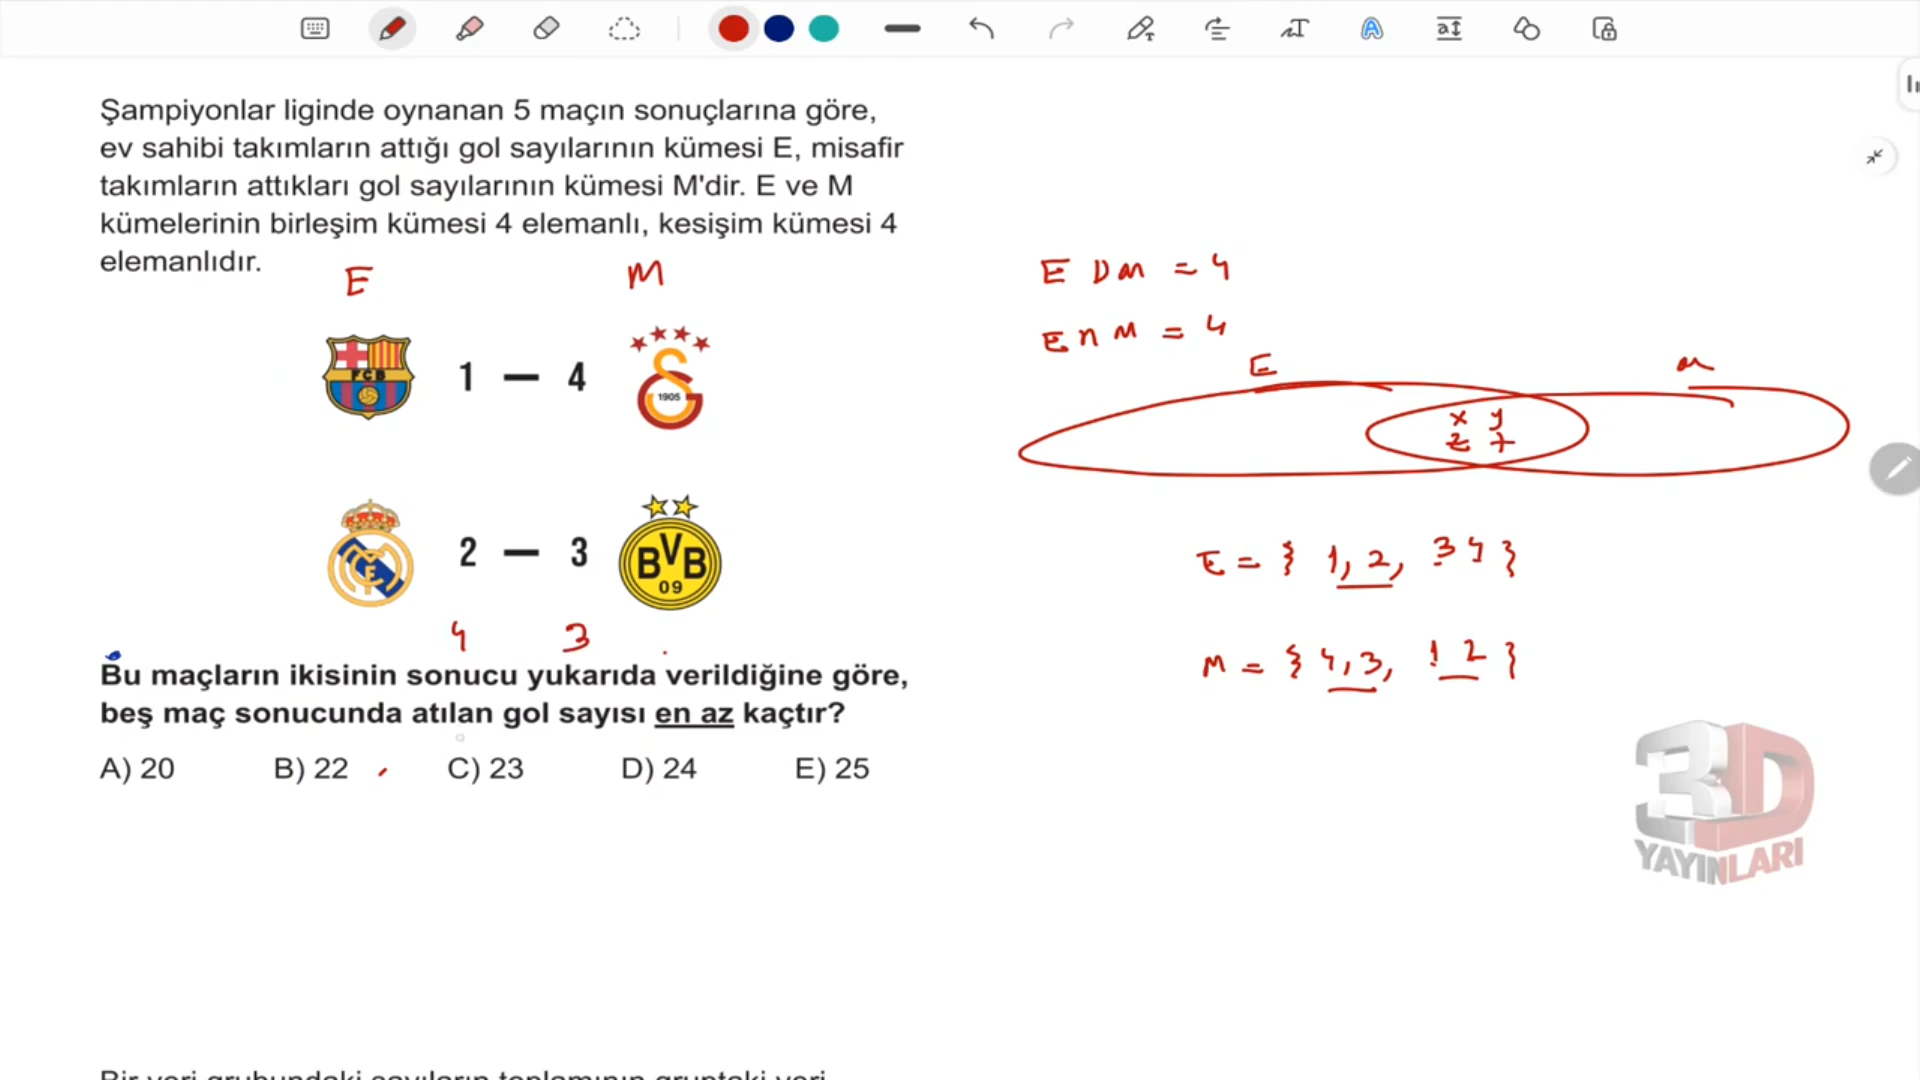 Şampiyonlar liginde oynanan 5 maçın sonuçlarına göre,
ev sahibi takımların attığı gol sayılarının kümesi E, misafir
takımların attıkları gol sayılarının kümesi M'dir. E ve M
kümelerinin birleşim kümesi 4 elemanlı, kesişim kümesi 4
elemanlıdır.
E M
E U M = 4
E ∩ M = 4
E M
FCB 1 — 4 1905
x y
z t
2 — 3 BVB 09
E = { 1, 2, 3 4 }
4 3
M = { 4, 3, 1 2 }
Bu maçların ikisinin sonucu yukarıda verildiğine göre,
beş maç sonucunda atılan gol sayısı en az kaçtır?
A) 20 B) 22 C) 23 D) 24 E) 25
3D
YAYINLARI